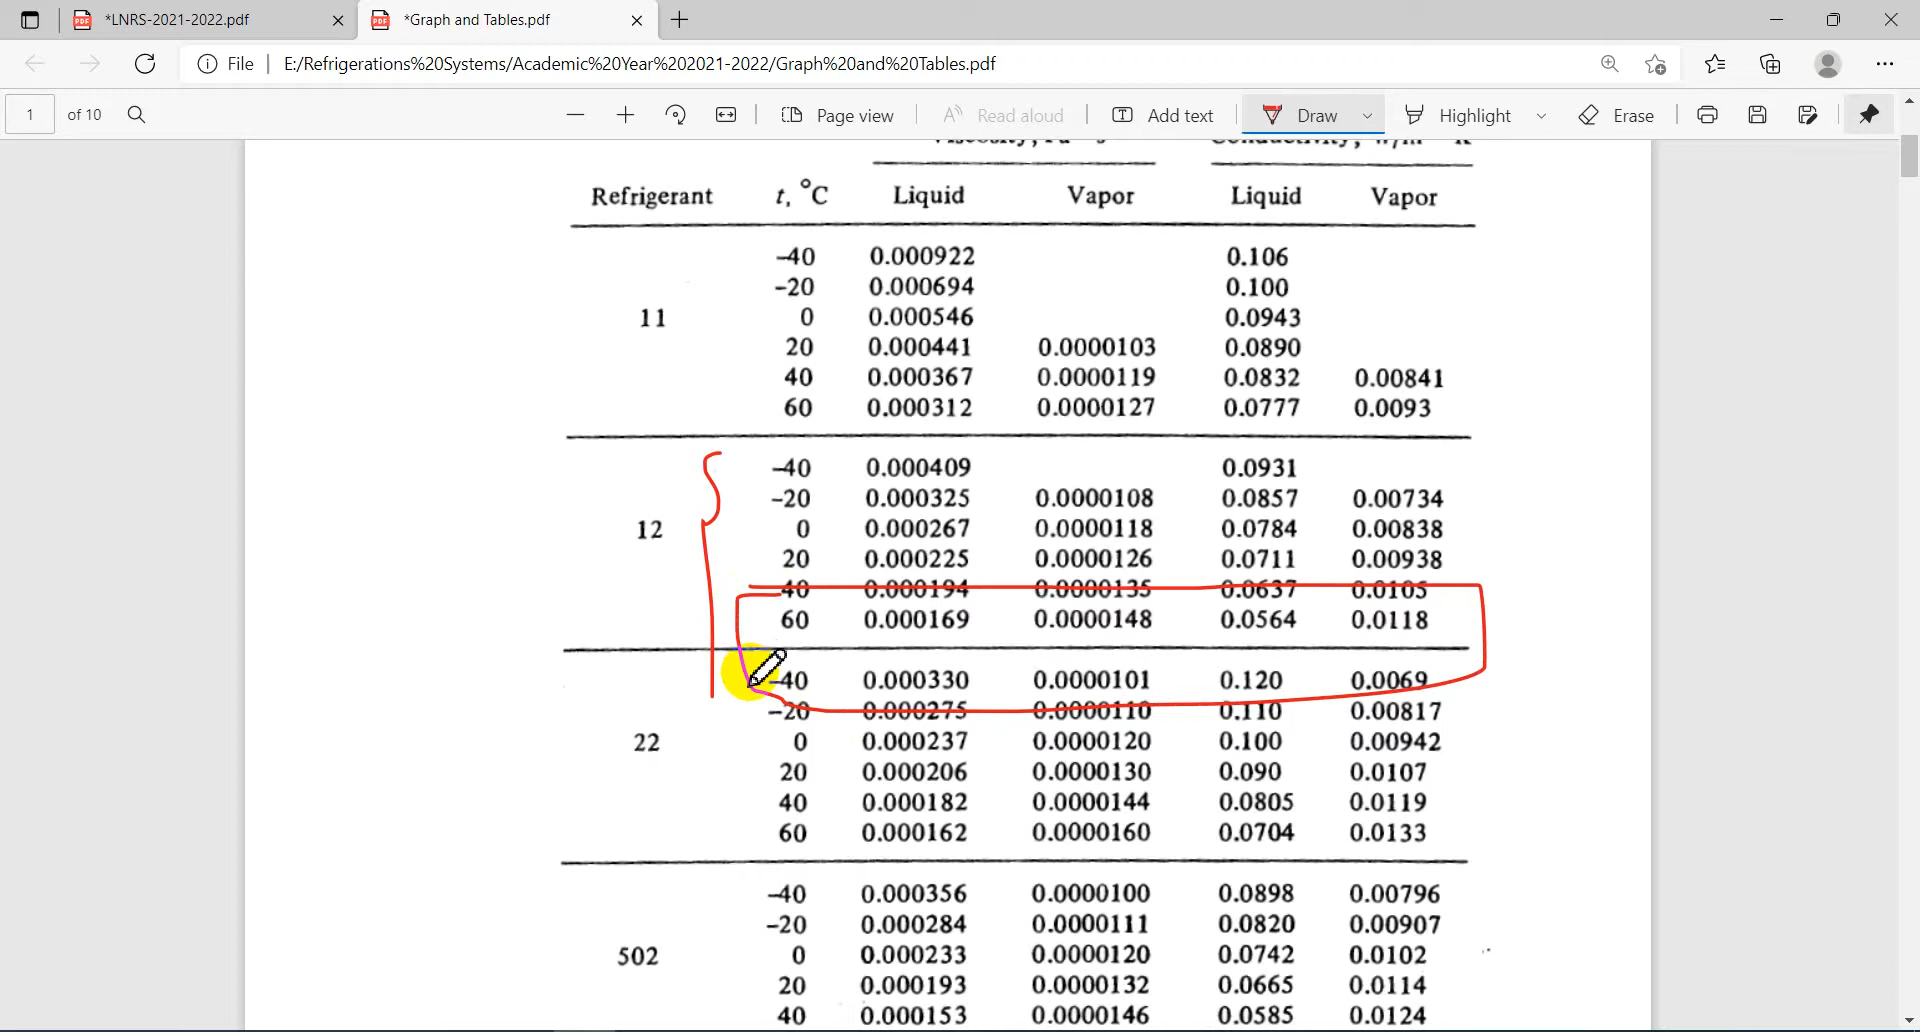 *LNRS-2021-2022.pdf
*Graph and Tables.pdf
File | E:/Refrigerations%20Systems/Academic%20Year%202021-2022/Graph%20and%20Tables.pdf
1 of 10 Page view Read aloud Add text Draw Highlight Erase
Viscosity, Pa · s Conductivity, W/m · K
Refrigerant t, °C Liquid Vapor Liquid Vapor
-40 0.000922 0.106
-20 0.000694 0.100
11 0 0.000546 0.0943
20 0.000441 0.0000103 0.0890
40 0.000367 0.0000119 0.0832 0.00841
60 0.000312 0.0000127 0.0777 0.0093
-40 0.000409 0.0931
-20 0.000325 0.0000108 0.0857 0.00734
12 0 0.000267 0.0000118 0.0784 0.00838
20 0.000225 0.0000126 0.0711 0.00938
40 0.000194 0.0000135 0.0637 0.0105
60 0.000169 0.0000148 0.0564 0.0118
-40 0.000330 0.0000101 0.120 0.0069
-20 0.000275 0.0000110 0.110 0.00817
22 0 0.000237 0.0000120 0.100 0.00942
20 0.000206 0.0000130 0.090 0.0107
40 0.000182 0.0000144 0.0805 0.0119
60 0.000162 0.0000160 0.0704 0.0133
-40 0.000356 0.0000100 0.0898 0.00796
-20 0.000284 0.0000111 0.0820 0.00907
502 0 0.000233 0.0000120 0.0742 0.0102
20 0.000193 0.0000132 0.0665 0.0114
40 0.000153 0.0000146 0.0585 0.0124